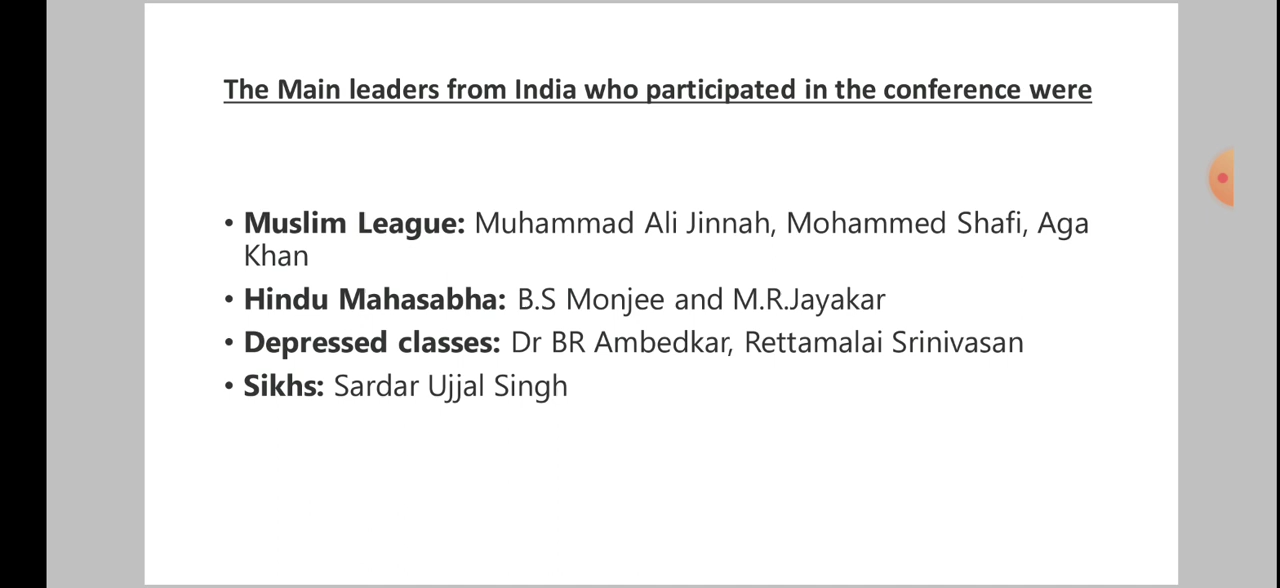 The Main leaders from India who participated in the conference were
• Muslim League: Muhammad Ali Jinnah, Mohammed Shafi, Aga
Khan
• Hindu Mahasabha: B.S Monjee and M.R.Jayakar
• Depressed classes: Dr BR Ambedkar, Rettamalai Srinivasan
• Sikhs: Sardar Ujjal Singh